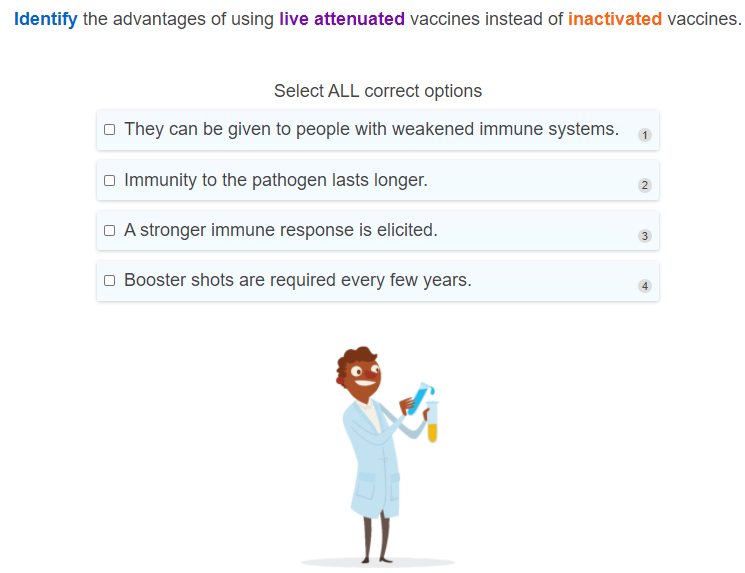 Identify the advantages of using live attenuated vaccines instead of inactivated vaccines.
Select ALL correct options
They can be given to people with weakened immune systems. 1
Immunity to the pathogen lasts longer. 2
A stronger immune response is elicited. 3
Booster shots are required every few years. 4